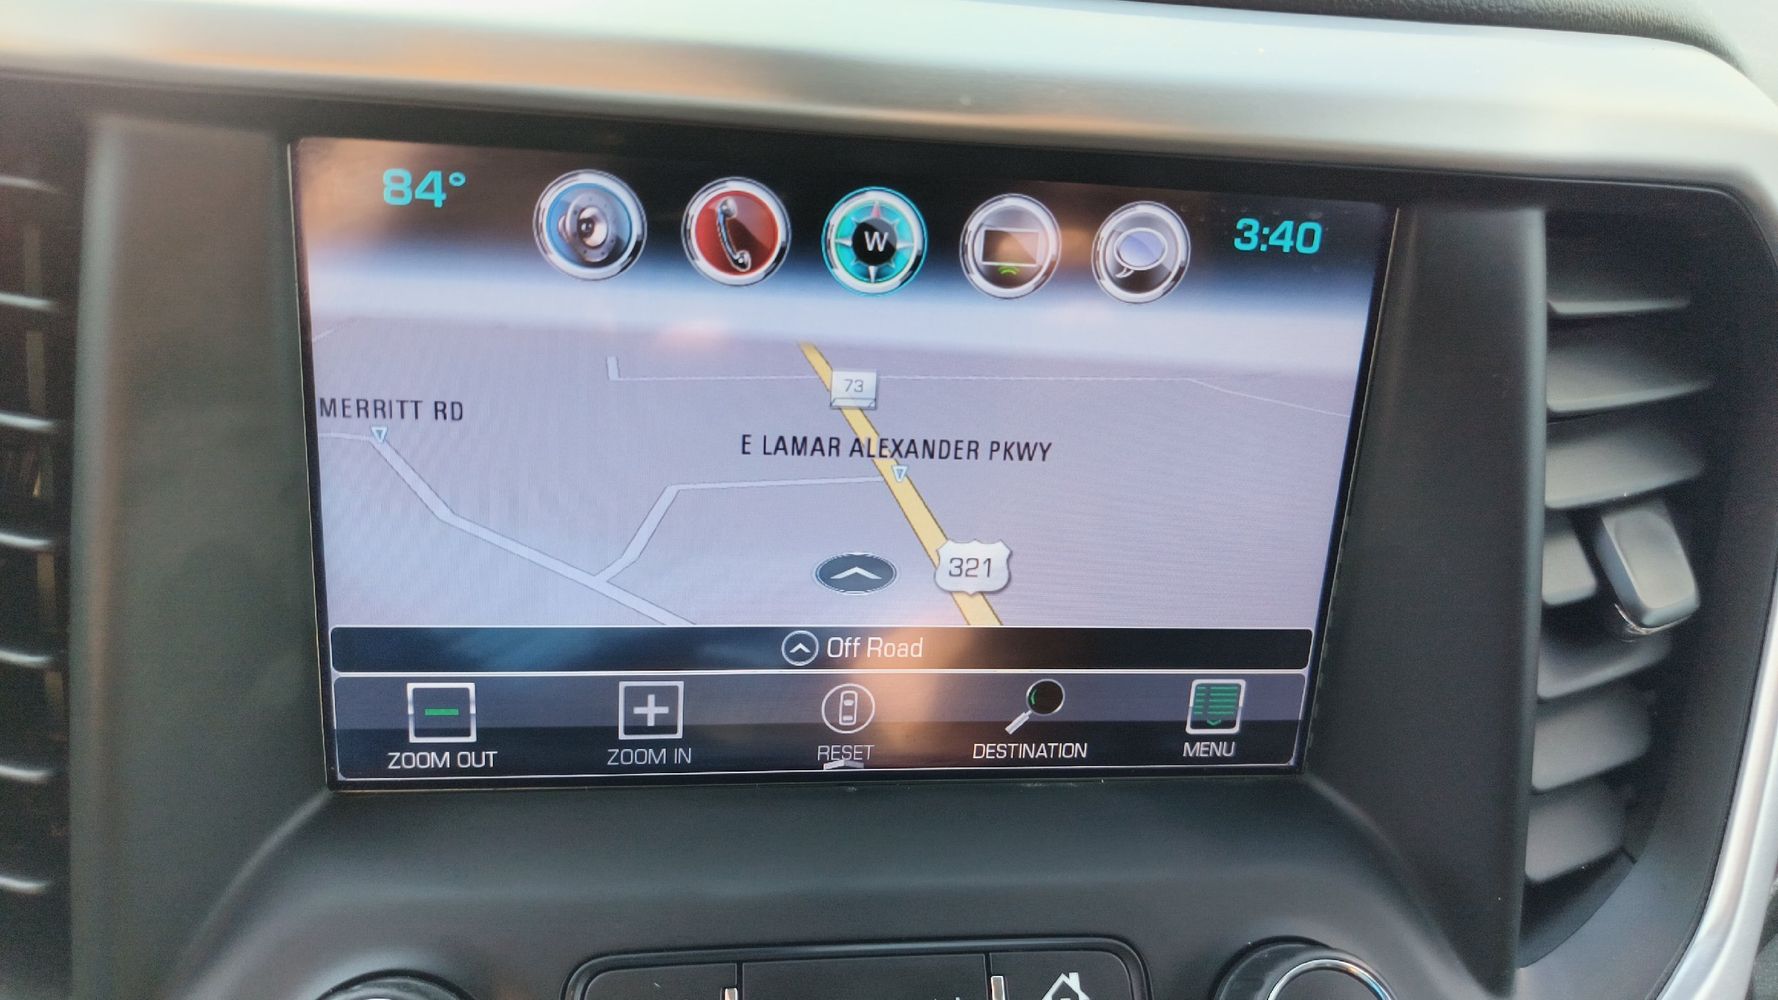 84°
W
3:40
73
MERRITT RD
E LAMAR ALEXANDER PKWY
321
Off Road
ZOOM OUT
ZOOM IN
RESET
DESTINATION
MENU